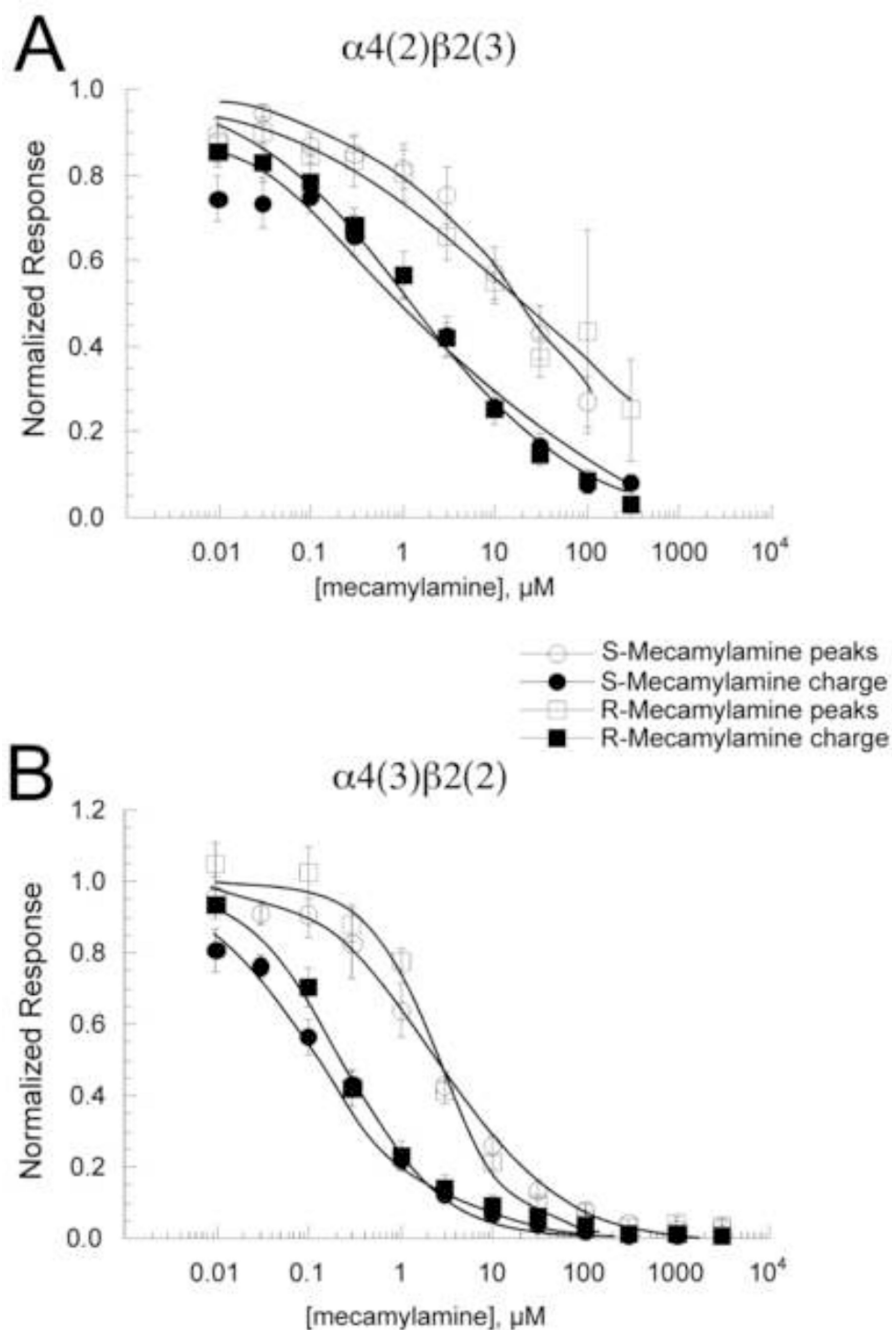 A
α4(2)β2(3)
Normalized Response
1.0
0.8
0.6
0.4
0.2
0.0
0.01 0.1 1 10 100 1000 10⁴
[mecamylamine], µM
S-Mecamylamine peaks
S-Mecamylamine charge
R-Mecamylamine peaks
R-Mecamylamine charge
B
α4(3)β2(2)
Normalized Response
1.2
1.0
0.8
0.6
0.4
0.2
0.0
0.01 0.1 1 10 100 1000 10⁴
[mecamylamine], µM